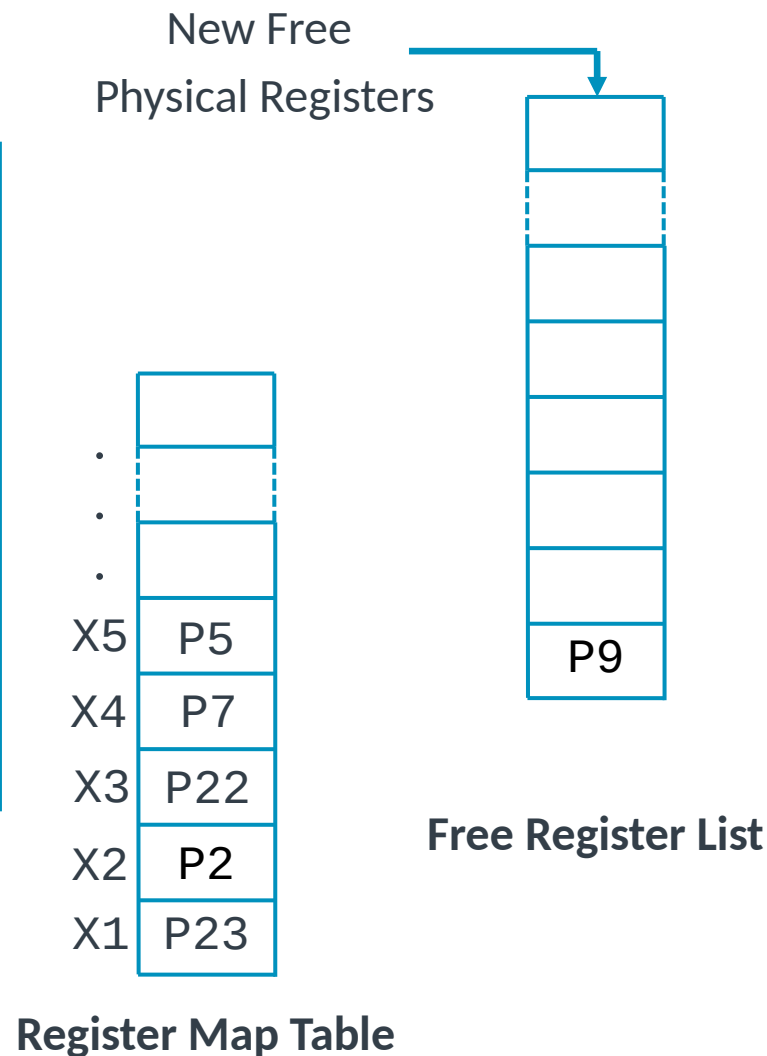 New Free
Physical Registers
.
.
.
X5 P5
P9
X4 P7
X3 P22
Free Register List
X2 P2
X1 P23
Register Map Table